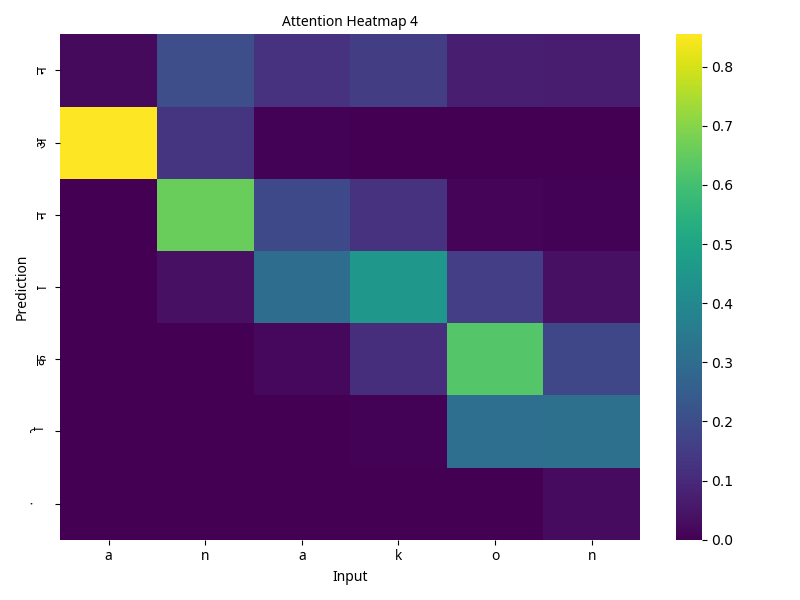 Attention Heatmap 4
Prediction
न
अ
न
ा
क
ो
ं
a n a k o n
Input
0.8
0.7
0.6
0.5
0.4
0.3
0.2
0.1
0.0